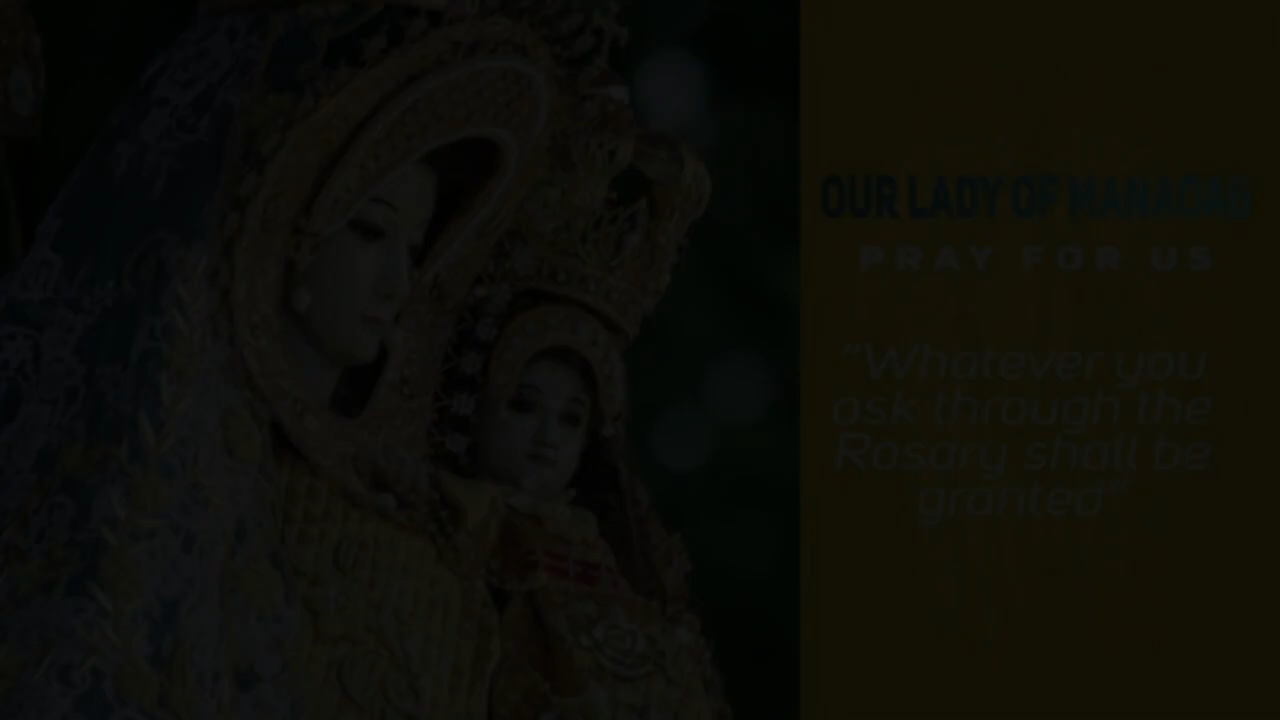 OUR LADY OF MANAOAG
PRAY FOR US
"Whatever you
ask through the
Rosary shall be
granted"